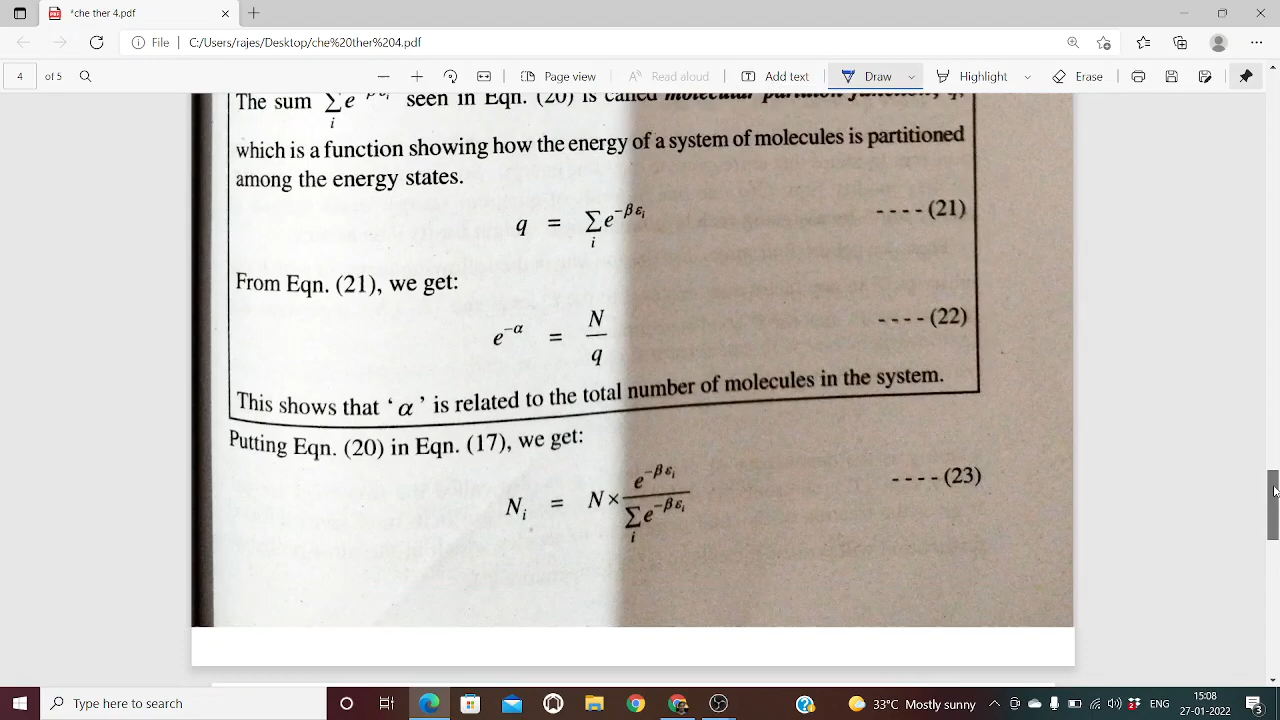 *che ther 4.pdf
File | C:/Users/rajes/Desktop/che%20ther%204.pdf
4 of 5 Page view Read aloud Add text Draw Highlight Erase
The sum ∑e seen in Eqn. (20) is called molecular partition function, q,
i
which is a function showing how the energy of a system of molecules is partitioned
among the energy states.
q = ∑e^{-βε_i} ----(21)
i
From Eqn. (21), we get:
e^{-α} = N/q ----(22)
This shows that ‘α’ is related to the total number of molecules in the system.
Putting Eqn. (20) in Eqn. (17), we get:
N_i = N× e^{-βε_i} / ∑e^{-βε_i} ----(23)
i
Type here to search 33°C Mostly sunny ENG 15:08
27-01-2022 2